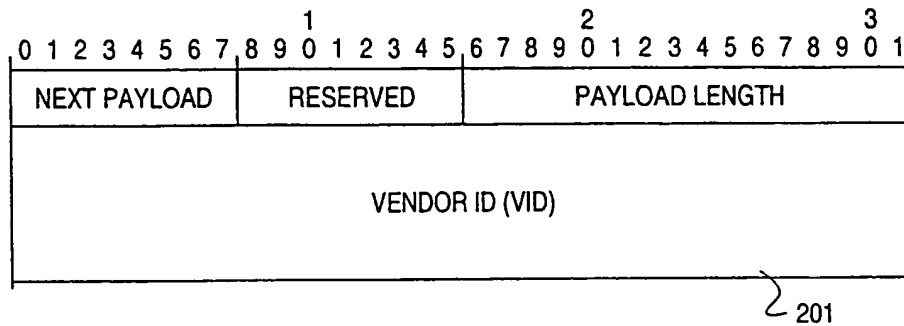 1 2 3
0 1 2 3 4 5 6 7 8 9 0 1 2 3 4 5 6 7 8 9 0 1 2 3 4 5 6 7 8 9 0 1
NEXT PAYLOAD RESERVED PAYLOAD LENGTH
VENDOR ID (VID)
201